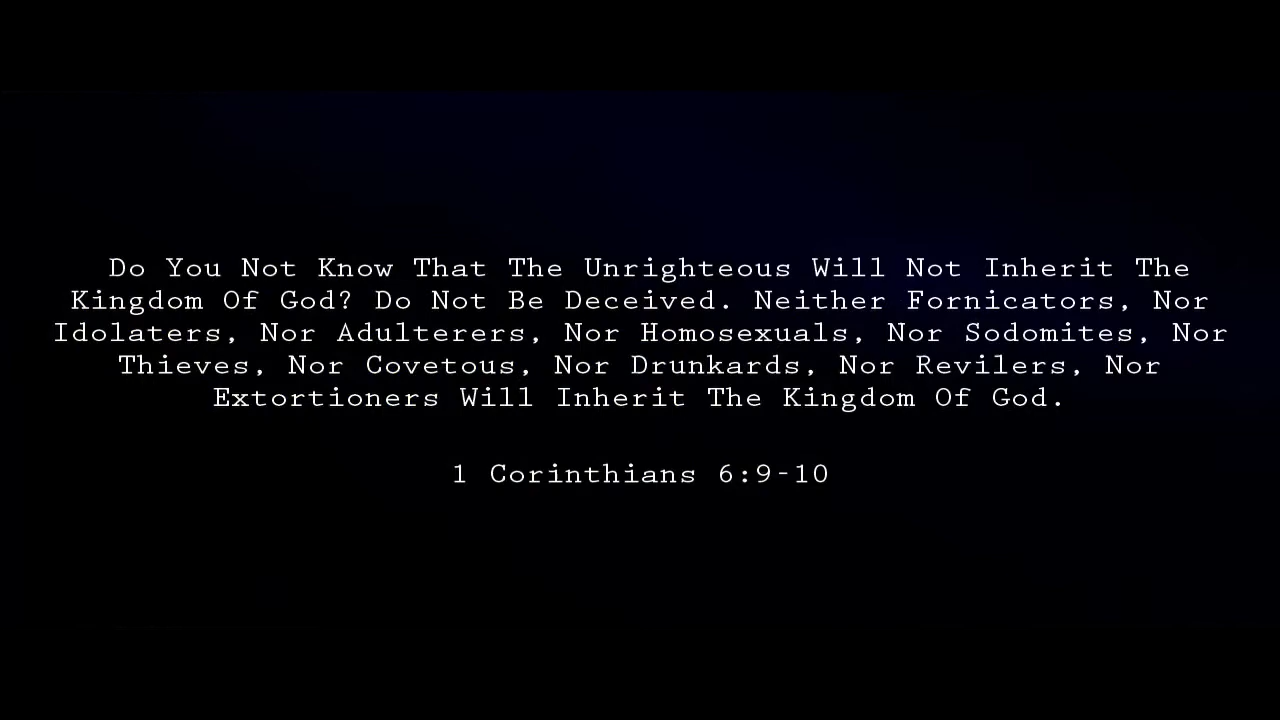 Do You Not Know That The Unrighteous Will Not Inherit The
Kingdom Of God? Do Not Be Deceived. Neither Fornicators, Nor
Idolaters, Nor Adulterers, Nor Homosexuals, Nor Sodomites, Nor
Thieves, Nor Covetous, Nor Drunkards, Nor Revilers, Nor
Extortioners Will Inherit The Kingdom Of God.
1 Corinthians 6:9-10